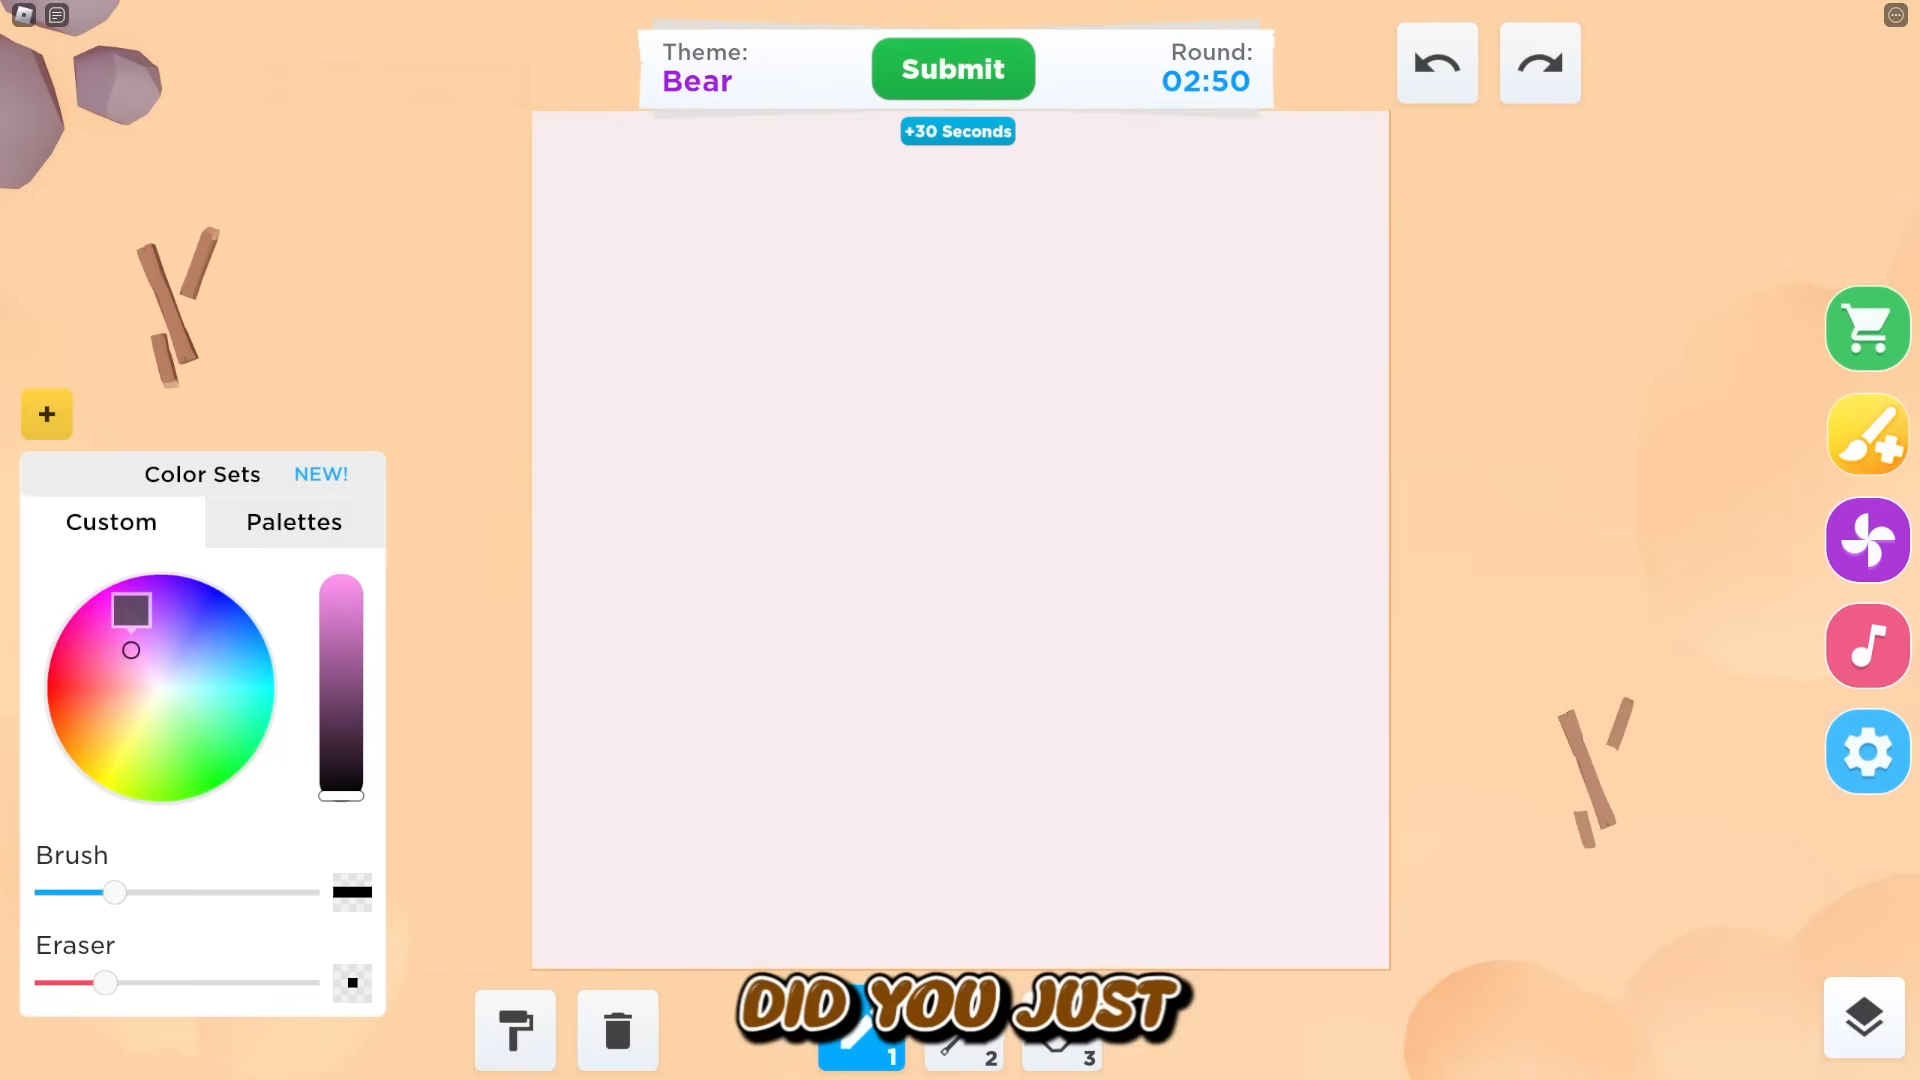 Theme:
Bear
Submit
Round:
02:50
+30 Seconds
+
Color Sets NEW!
Custom
Palettes
Brush
Eraser
DID YOU JUST
1
2
3